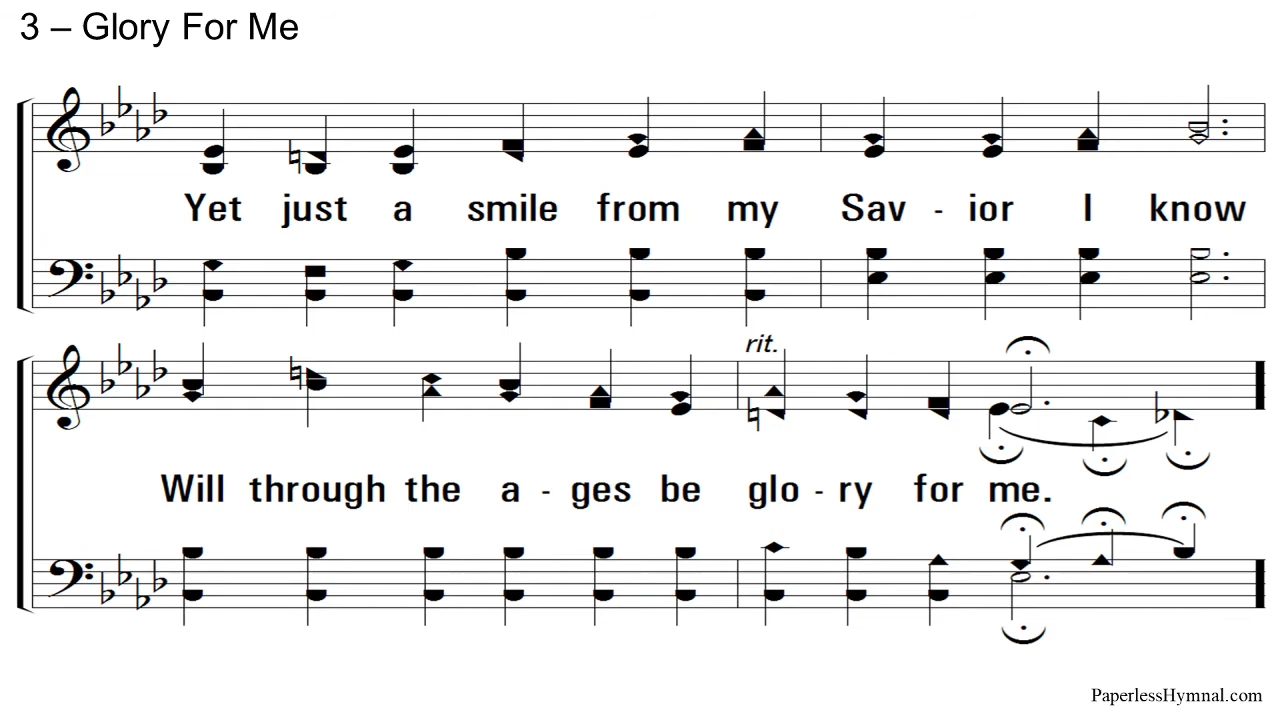 3 – Glory For Me
Yet just a smile from my Sav - ior I know
rit.
Will through the a - ges be glo - ry for me.
PaperlessHymnal.com